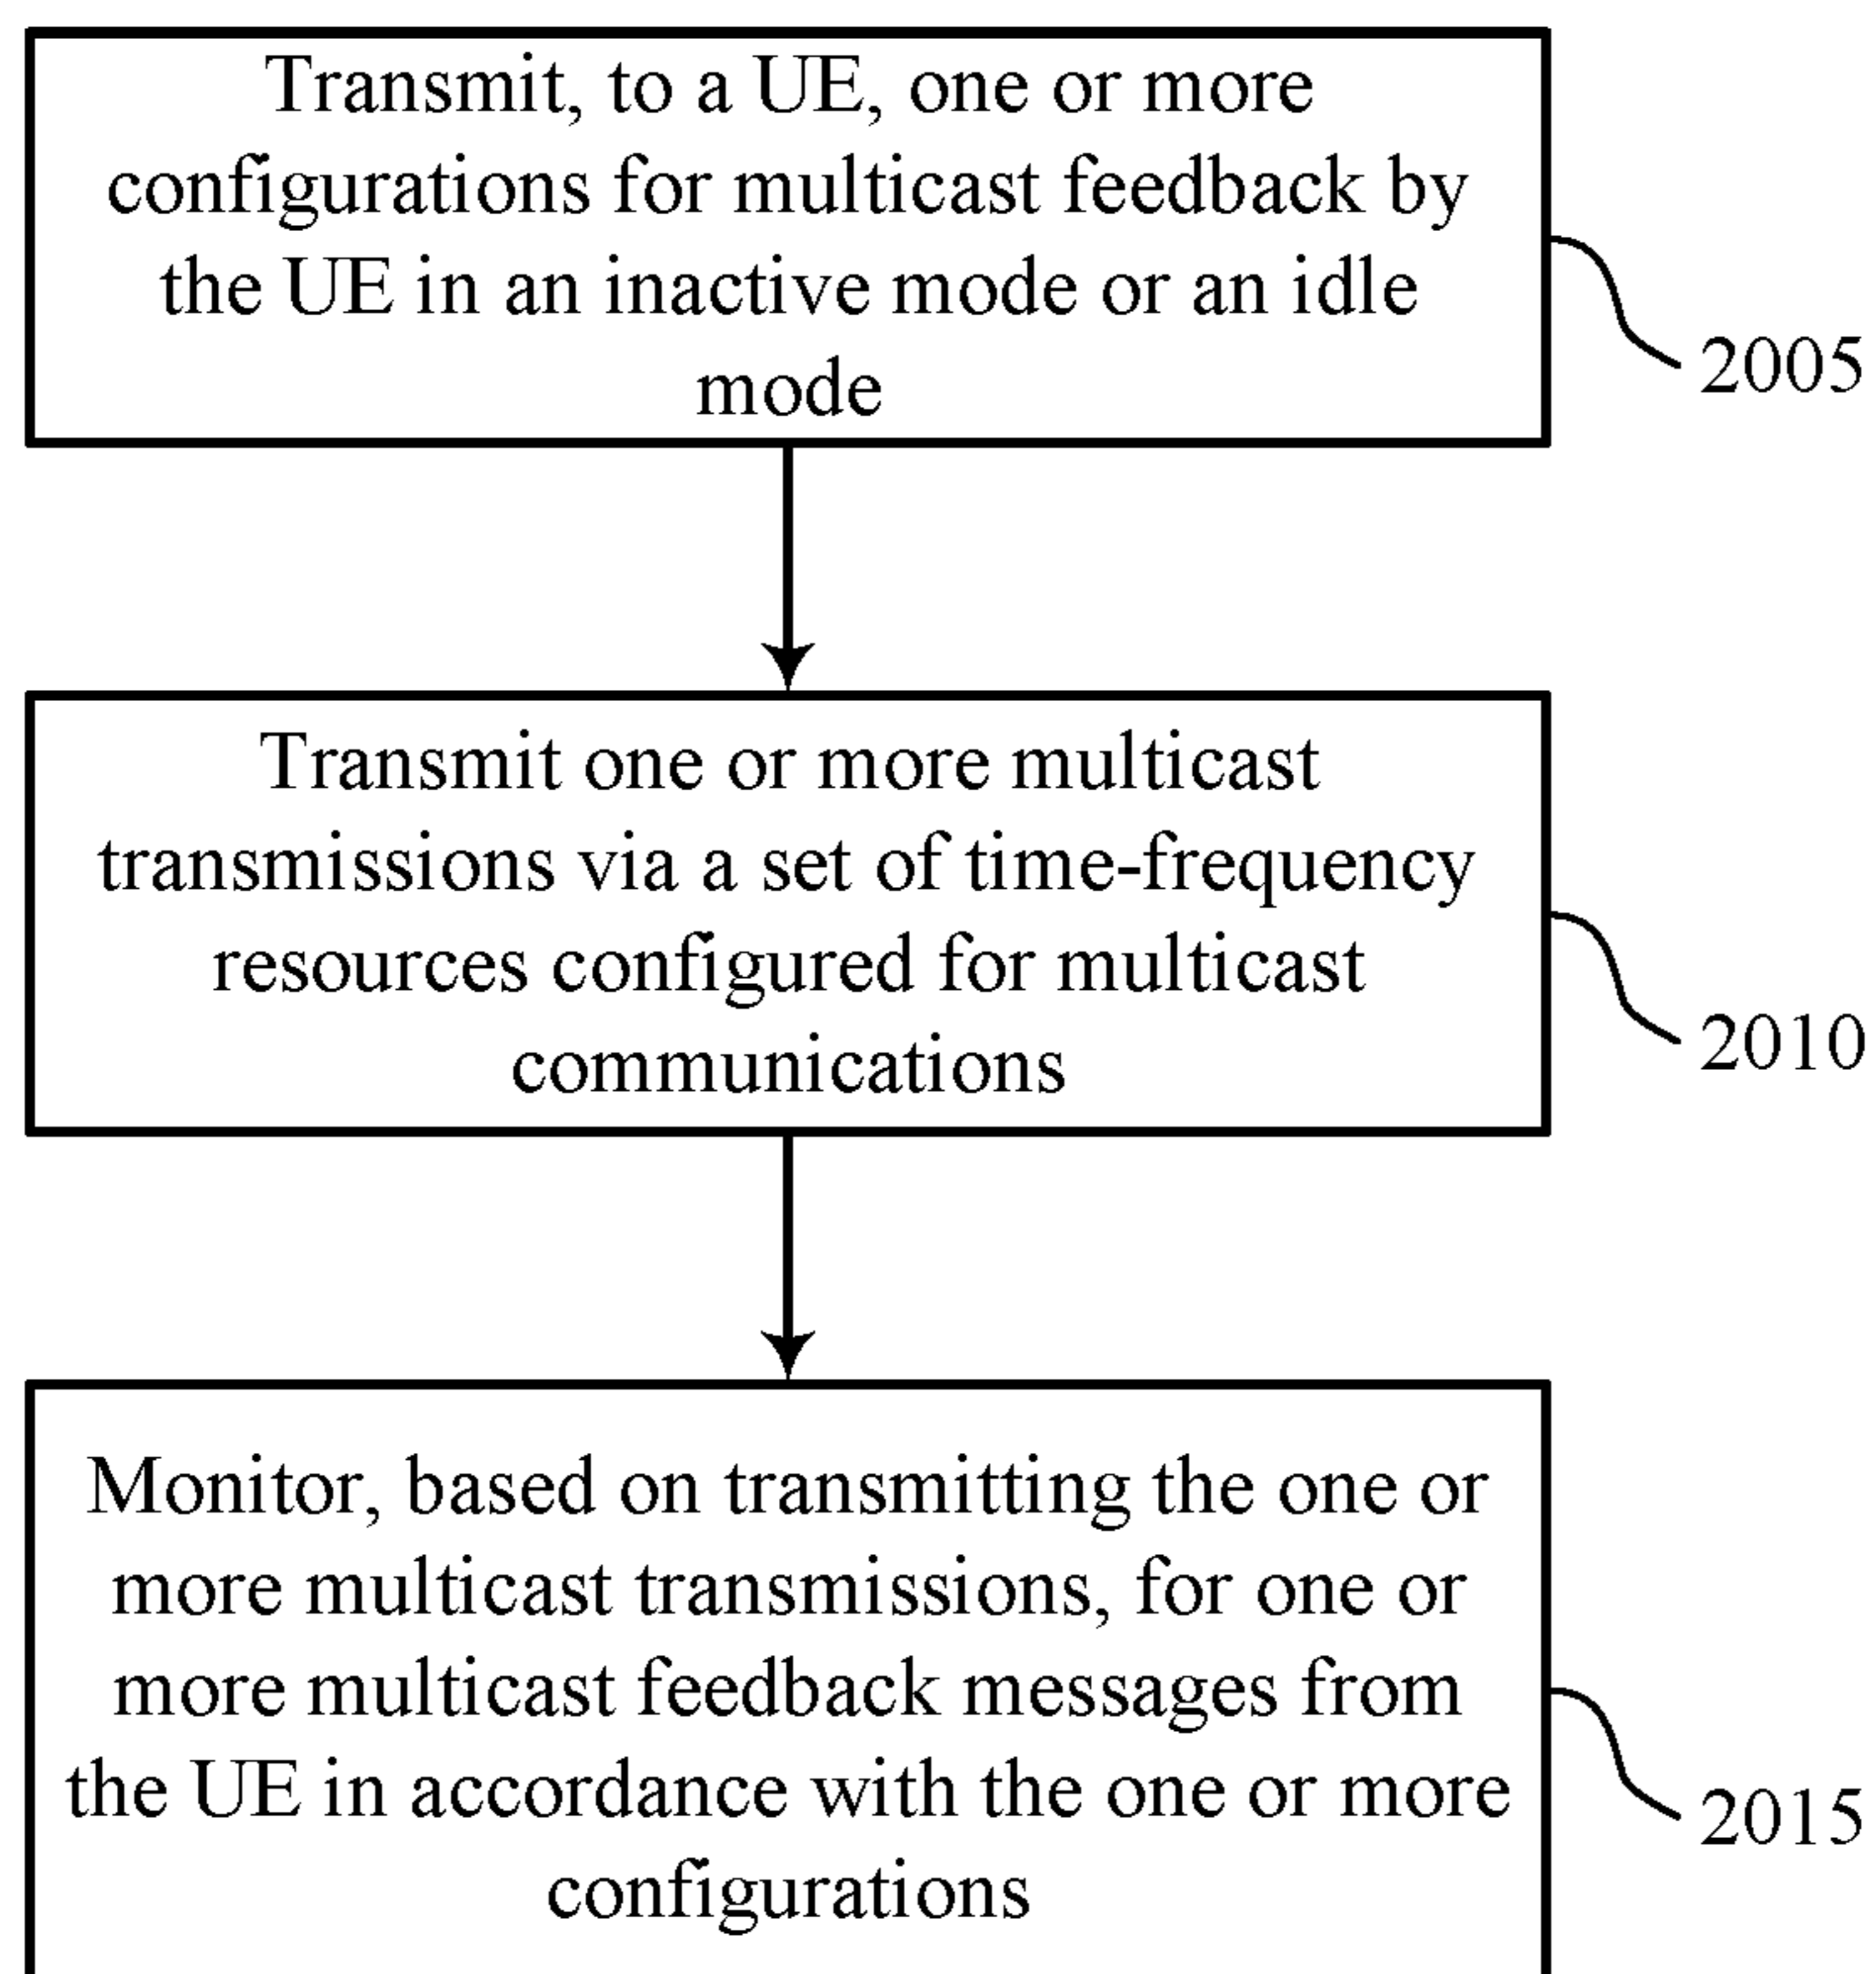 Transmit, to a UE, one or more
configurations for multicast feedback by
the UE in an inactive mode or an idle
mode
2005
Transmit one or more multicast
transmissions via a set of time-frequency
resources configured for multicast
communications
2010
Monitor, based on transmitting the one or
more multicast transmissions, for one or
more multicast feedback messages from
the UE in accordance with the one or more
configurations
2015